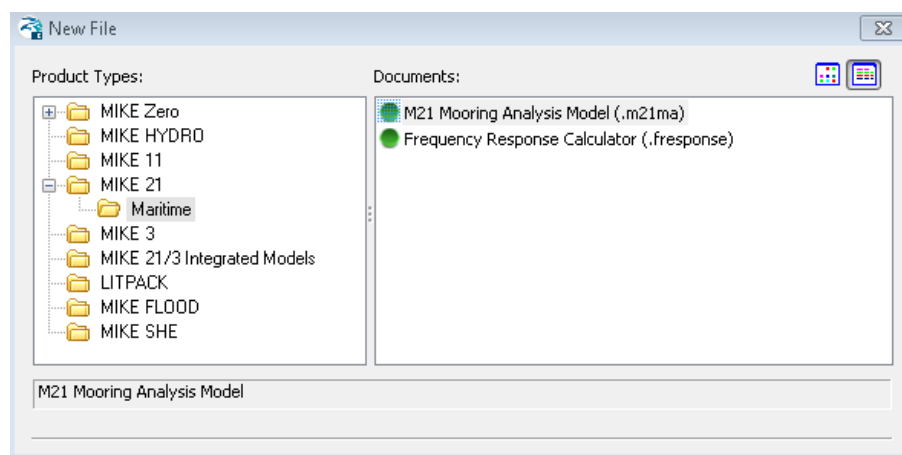 New File
Product Types:
Documents:
MIKE Zero
MIKE HYDRO
MIKE 11
MIKE 21
Maritime
MIKE 3
MIKE 21/3 Integrated Models
LITPACK
MIKE FLOOD
MIKE SHE
M21 Mooring Analysis Model (.m21ma)
Frequency Response Calculator (.fresponse)
M21 Mooring Analysis Model